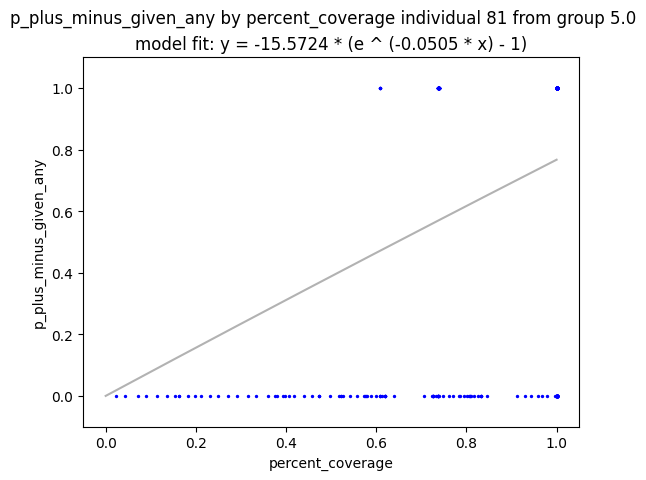 p_plus_minus_given_any by percent_coverage individual 81 from group 5.0
model fit: y = -15.5724 * (e ^ (-0.0505 * x) - 1)
1.0
0.8
0.6
0.4
0.2
0.0
p_plus_minus_given_any
0.0 0.2 0.4 0.6 0.8 1.0
percent_coverage